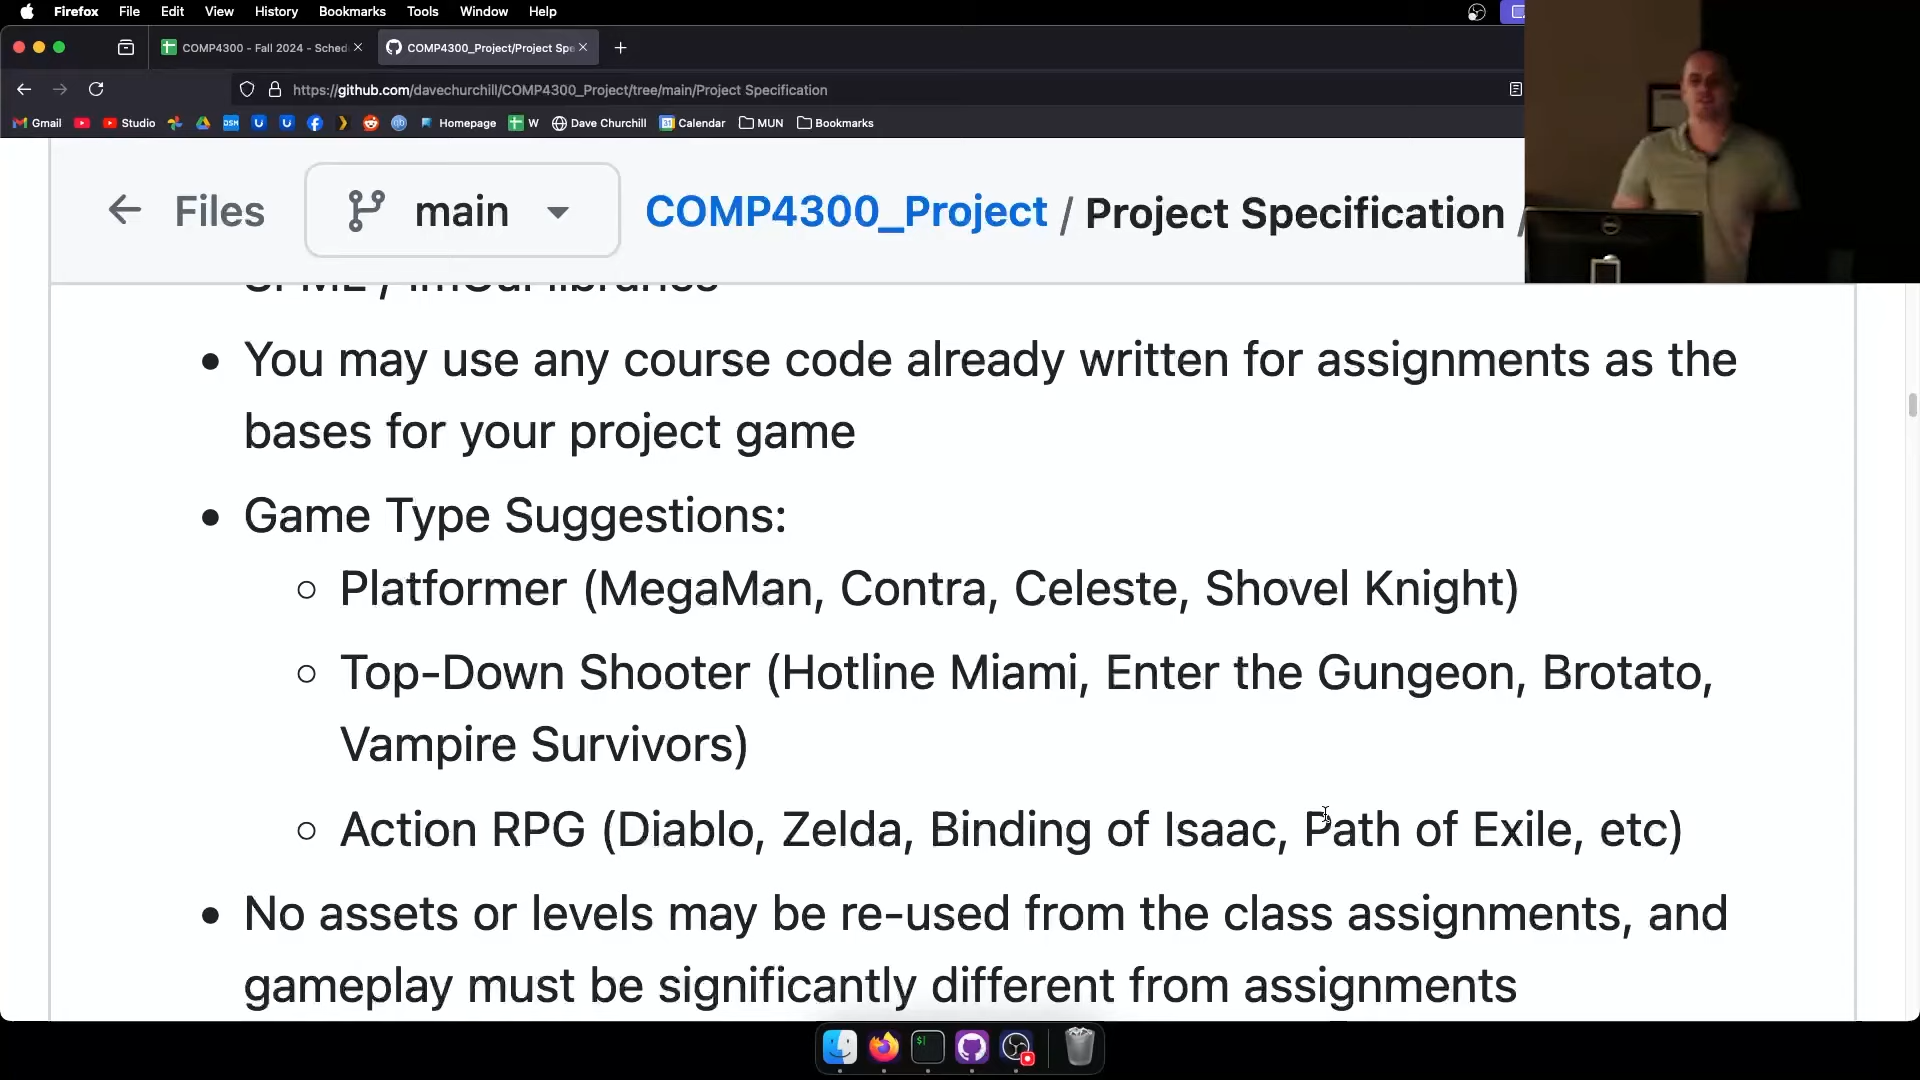 Firefox File Edit View History Bookmarks Tools Window Help
COMP4300 - Fall 2024 - Sched
COMP4300_Project/Project Spe
https://github.com/davechurchill/COMP4300_Project/tree/main/Project Specification
Gmail Studio DSM Homepage W Dave Churchill Calendar MUN Bookmarks
Files main COMP4300_Project / Project Specification /
SFML / ImGui libraries
You may use any course code already written for assignments as the
bases for your project game
Game Type Suggestions:
Platformer (MegaMan, Contra, Celeste, Shovel Knight)
Top-Down Shooter (Hotline Miami, Enter the Gungeon, Brotato,
Vampire Survivors)
Action RPG (Diablo, Zelda, Binding of Isaac, Path of Exile, etc)
No assets or levels may be re-used from the class assignments, and
gameplay must be significantly different from assignments